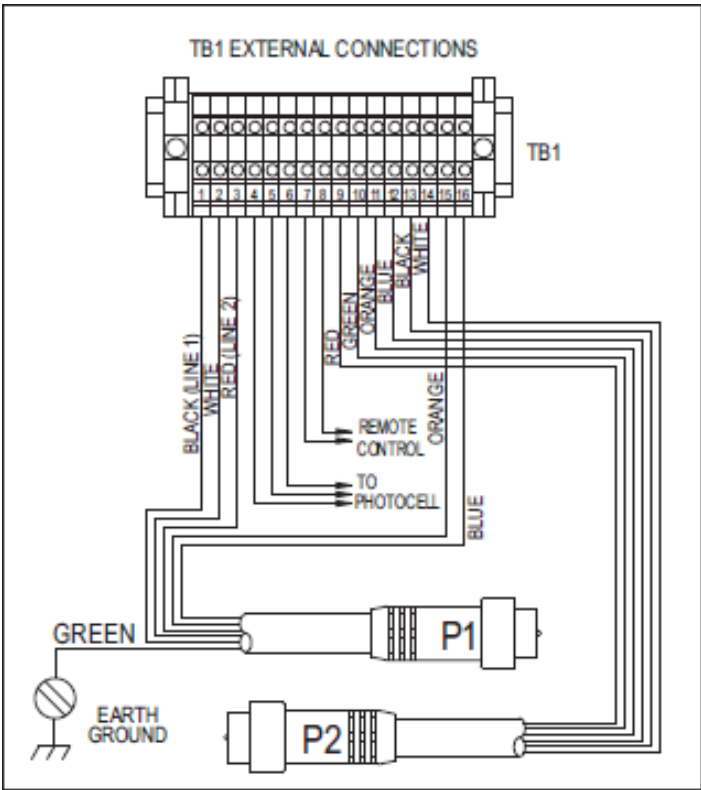 TB1 EXTERNAL CONNECTIONS
TB1
1 2 3 4 5 6 7 8 9 10 11 12 13 14 15 16
BLACK (LINE 1)
WHITE
RED (LINE 2)
RED
GREEN
ORANGE
BLUE
BLACK
WHITE
ORANGE
BLUE
REMOTE
CONTROL
TO
PHOTOCELL
GREEN
P1
EARTH
GROUND
P2